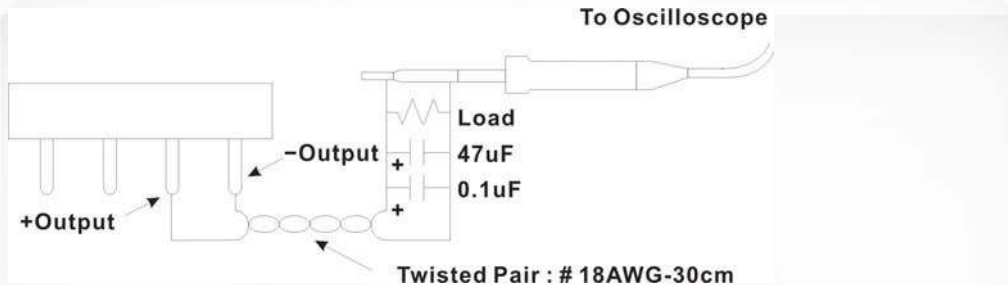 To Oscilloscope
Load
−Output
47uF
+
0.1uF
+
+Output
Twisted Pair : # 18AWG-30cm